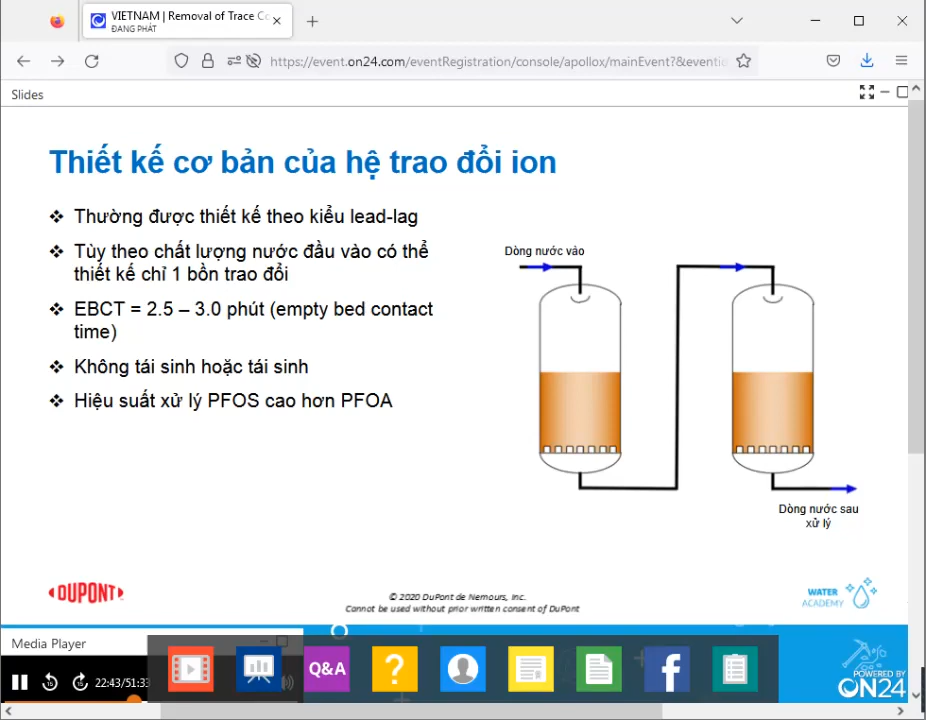 VIETNAM | Removal of Trace Co
ĐANG PHÁT
https://event.on24.com/eventRegistration/console/apollox/mainEvent?&eventid
Slides
Thiết kế cơ bản của hệ trao đổi ion
❖ Thường được thiết kế theo kiểu lead-lag
❖ Tùy theo chất lượng nước đầu vào có thể
thiết kế chỉ 1 bồn trao đổi
❖ EBCT = 2.5 – 3.0 phút (empty bed contact
time)
❖ Không tái sinh hoặc tái sinh
❖ Hiệu suất xử lý PFOS cao hơn PFOA
Dòng nước vào
Dòng nước sau
xử lý
DUPONT
© 2020 DuPont de Nemours, Inc.
Cannot be used without prior written consent of DuPont
WATER
ACADEMY
Media Player
22:43/51:33
15
15
Q&A
?
f
POWERED BY
ON24